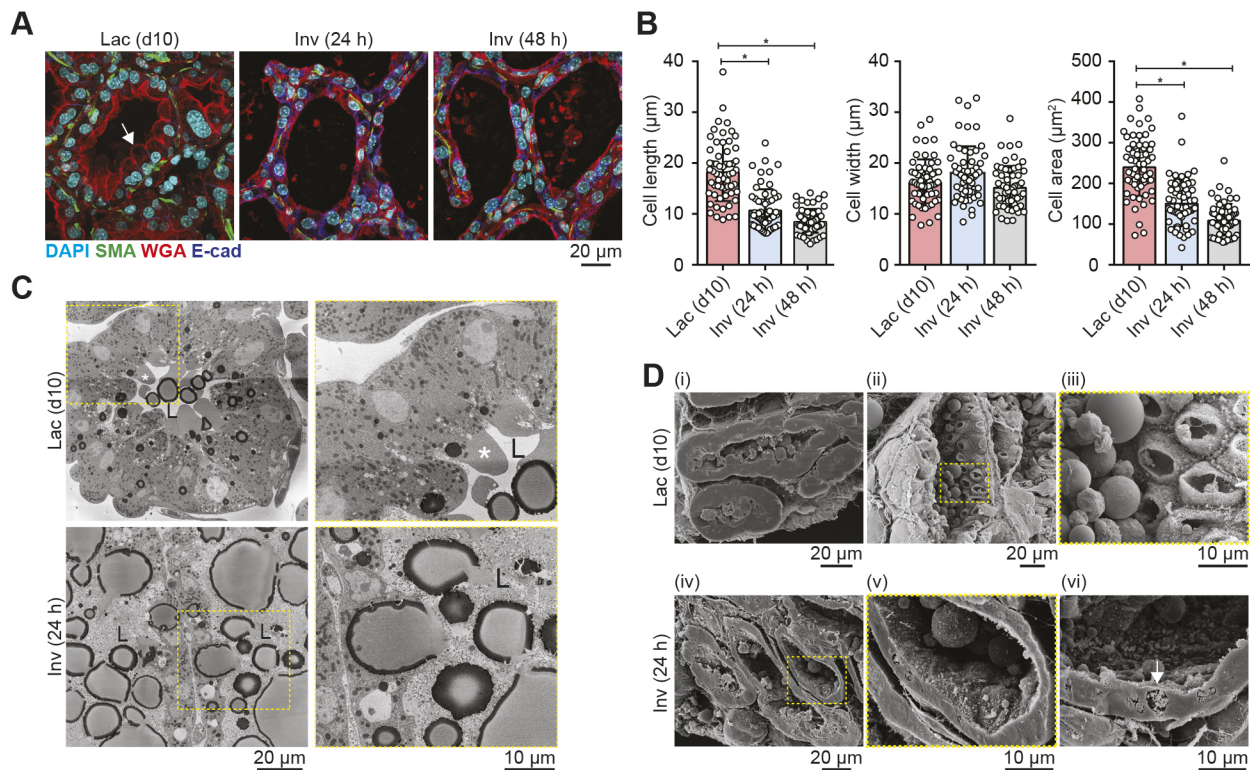 A
Lac (d10)
Inv (24 h)
Inv (48 h)
DAPI SMA WGA E-cad
20 µm
B
Cell length (µm)
40
30
20
10
0
*
*
Lac (d10)
Inv (24 h)
Inv (48 h)
Cell width (µm)
40
30
20
10
0
Lac (d10)
Inv (24 h)
Inv (48 h)
Cell area (µm²)
500
400
300
200
100
0
*
*
Lac (d10)
Inv (24 h)
Inv (48 h)
C
Lac (d10)
*
L
*
L
Inv (24 h)
L
L
L
20 µm
10 µm
D
(i)
(ii)
(iii)
Lac (d10)
20 µm
20 µm
10 µm
(iv)
(v)
(vi)
Inv (24 h)
20 µm
10 µm
10 µm